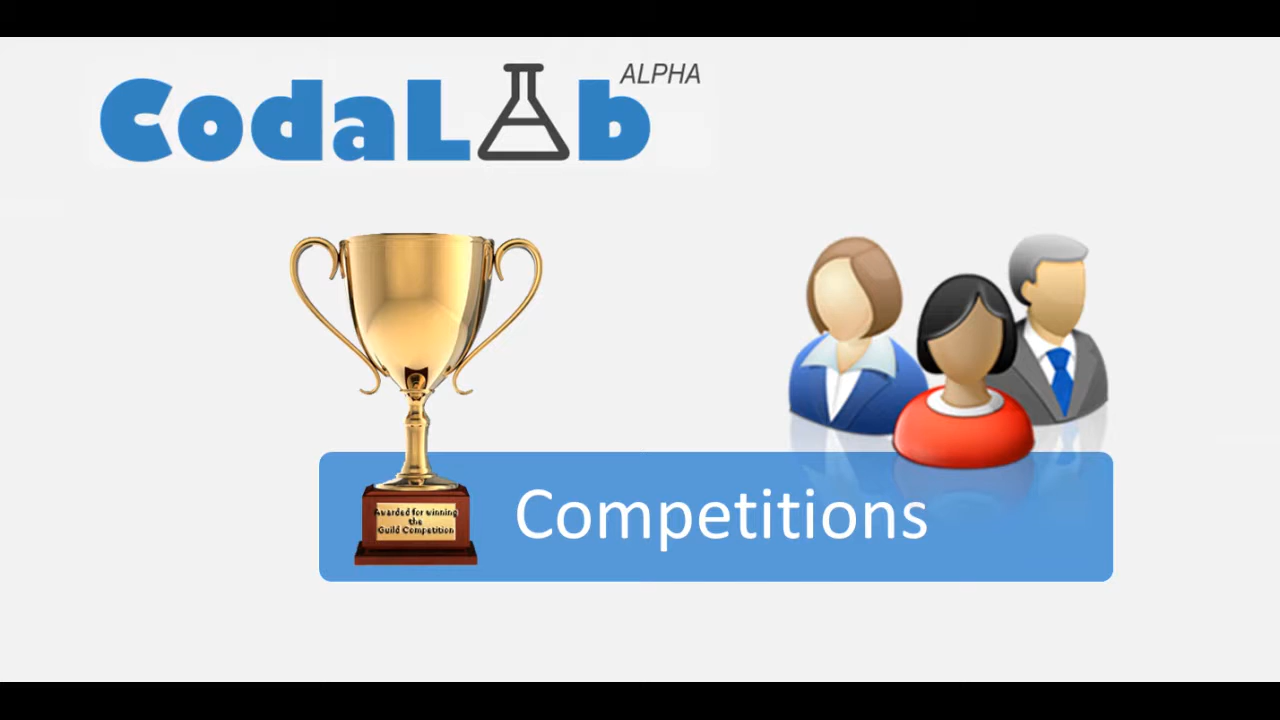 CodaLab
ALPHA
Awarded for winning
the
Guild Competition
Competitions